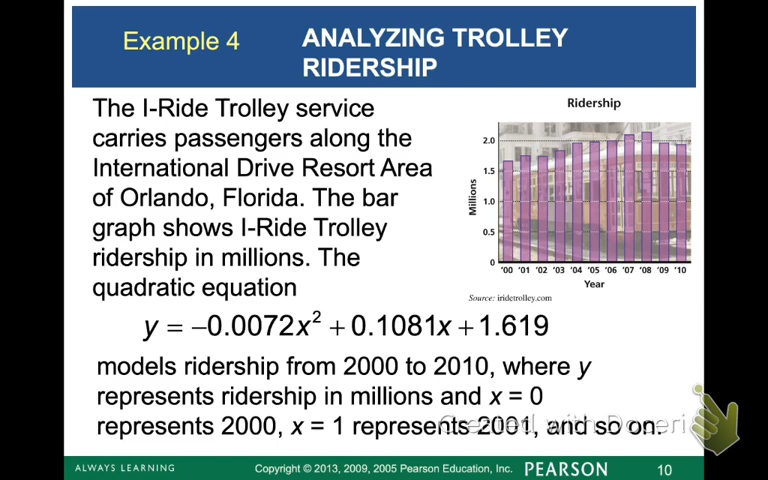 Example 4
ANALYZING TROLLEY
RIDERSHIP
The I-Ride Trolley service
carries passengers along the
International Drive Resort Area
of Orlando, Florida. The bar
graph shows I-Ride Trolley
ridership in millions. The
quadratic equation
Ridership
Millions
2.0
1.5
1.0
0.5
0
'00 '01 '02 '03 '04 '05 '06 '07 '08 '09 '10
Year
Source: iridetrolley.com
y = −0.0072x² + 0.1081x + 1.619
models ridership from 2000 to 2010, where y
represents ridership in millions and x = 0
represents 2000, x = 1 represents 2001, and so on.
Created with Doceri
ALWAYS LEARNING
Copyright © 2013, 2009, 2005 Pearson Education, Inc.
PEARSON
10